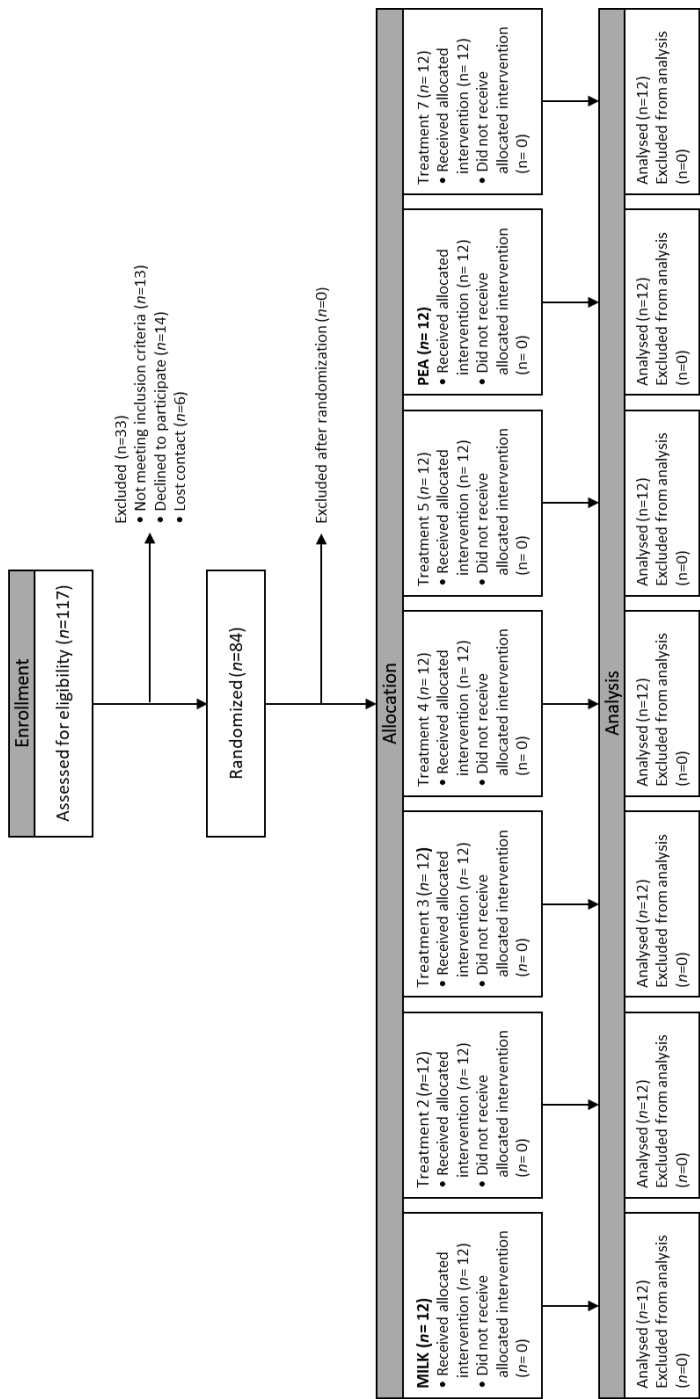 Enrollment
Assessed for eligibility (n=117)
Excluded (n=33)
• Not meeting inclusion criteria (n=13)
• Declined to participate (n=14)
• Lost contact (n=6)
Randomized (n=84)
Excluded after randomization (n=0)
Allocation
MILK (n= 12)
• Received allocated
intervention (n= 12)
• Did not receive
allocated intervention
(n= 0)
Treatment 2 (n=12)
• Received allocated
intervention (n= 12)
• Did not receive
allocated intervention
(n= 0)
Treatment 3 (n= 12)
• Received allocated
intervention (n= 12)
• Did not receive
allocated intervention
(n= 0)
Treatment 4 (n= 12)
• Received allocated
intervention (n= 12)
• Did not receive
allocated intervention
(n= 0)
Treatment 5 (n= 12)
• Received allocated
intervention (n= 12)
• Did not receive
allocated intervention
(n= 0)
PEA (n= 12)
• Received allocated
intervention (n= 12)
• Did not receive
allocated intervention
(n= 0)
Treatment 7 (n= 12)
• Received allocated
intervention (n= 12)
• Did not receive
allocated intervention
(n= 0)
Analysis
Analysed (n=12)
Excluded from analysis
(n=0)
Analysed (n=12)
Excluded from analysis
(n=0)
Analysed (n=12)
Excluded from analysis
(n=0)
Analysed (n=12)
Excluded from analysis
(n=0)
Analysed (n=12)
Excluded from analysis
(n=0)
Analysed (n=12)
Excluded from analysis
(n=0)
Analysed (n=12)
Excluded from analysis
(n=0)